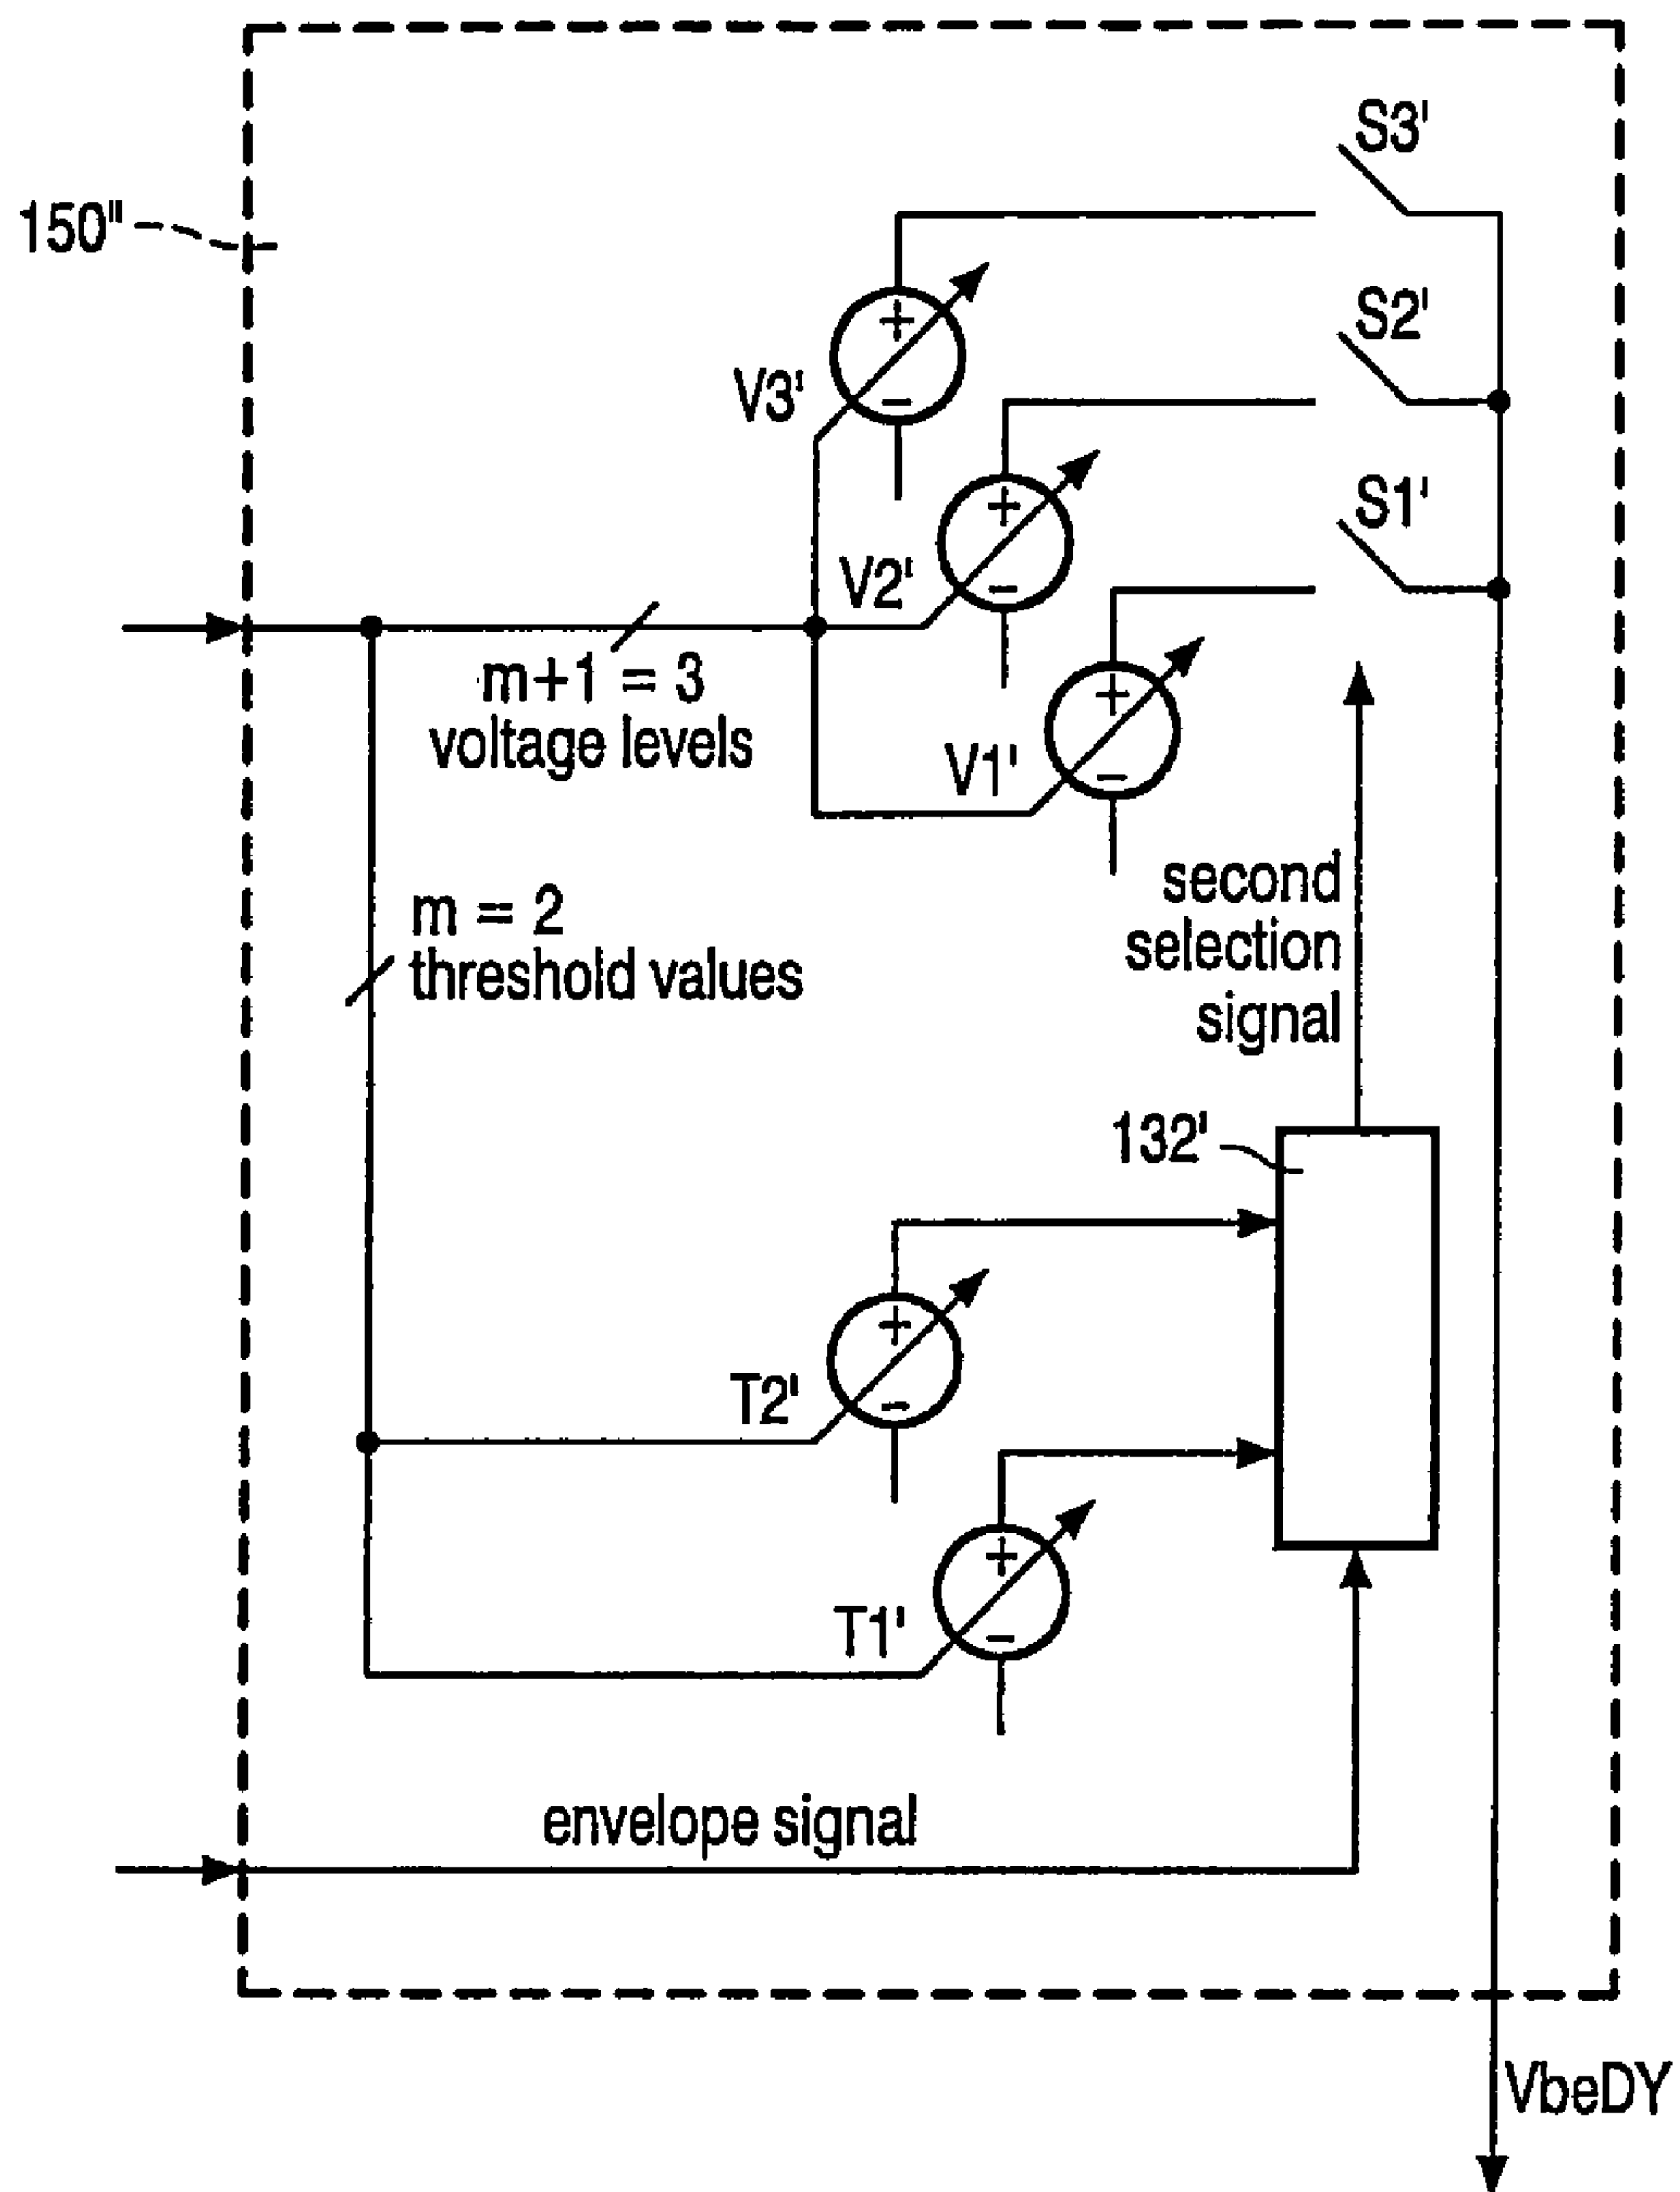 S3'
150"
S2'
V3'
S1'
V2'
m+1 = 3
voltage levels
V1'
m = 2
threshold values
second
selection
signal
132'
T2'
T1'
envelope signal
VbeDY